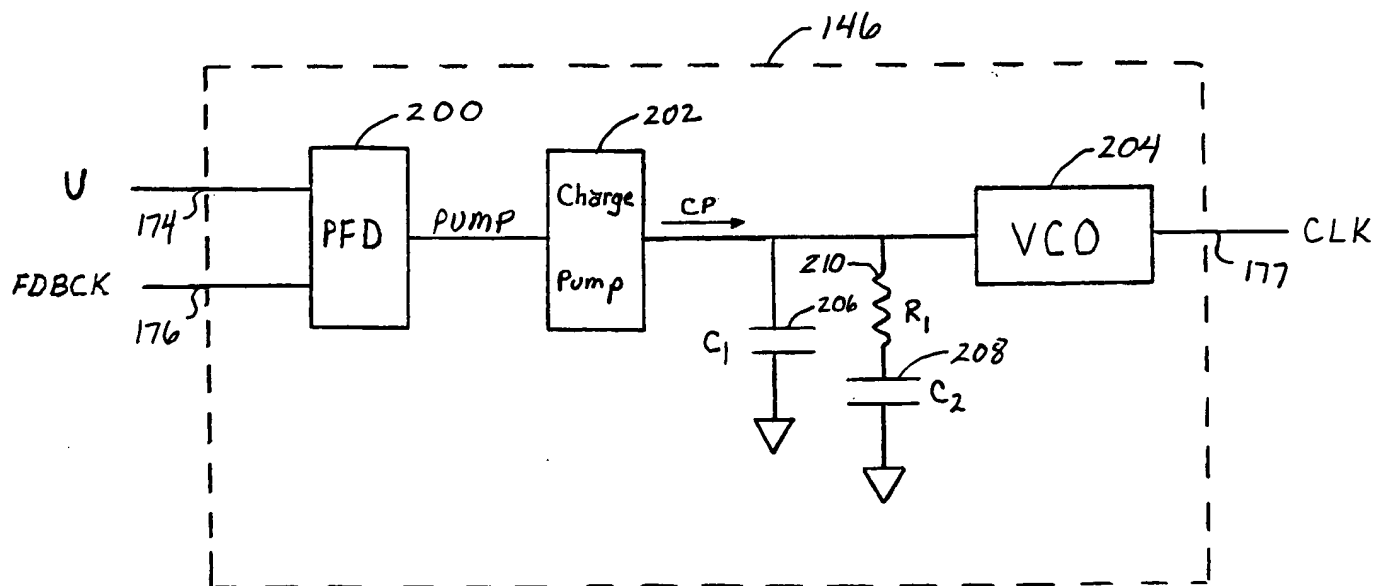 146
200
202
204
U
174
PFD
PUMP
Charge
Pump
CP
VCO
CLK
177
FDBCK
176
210
206
R1
C1
208
C2